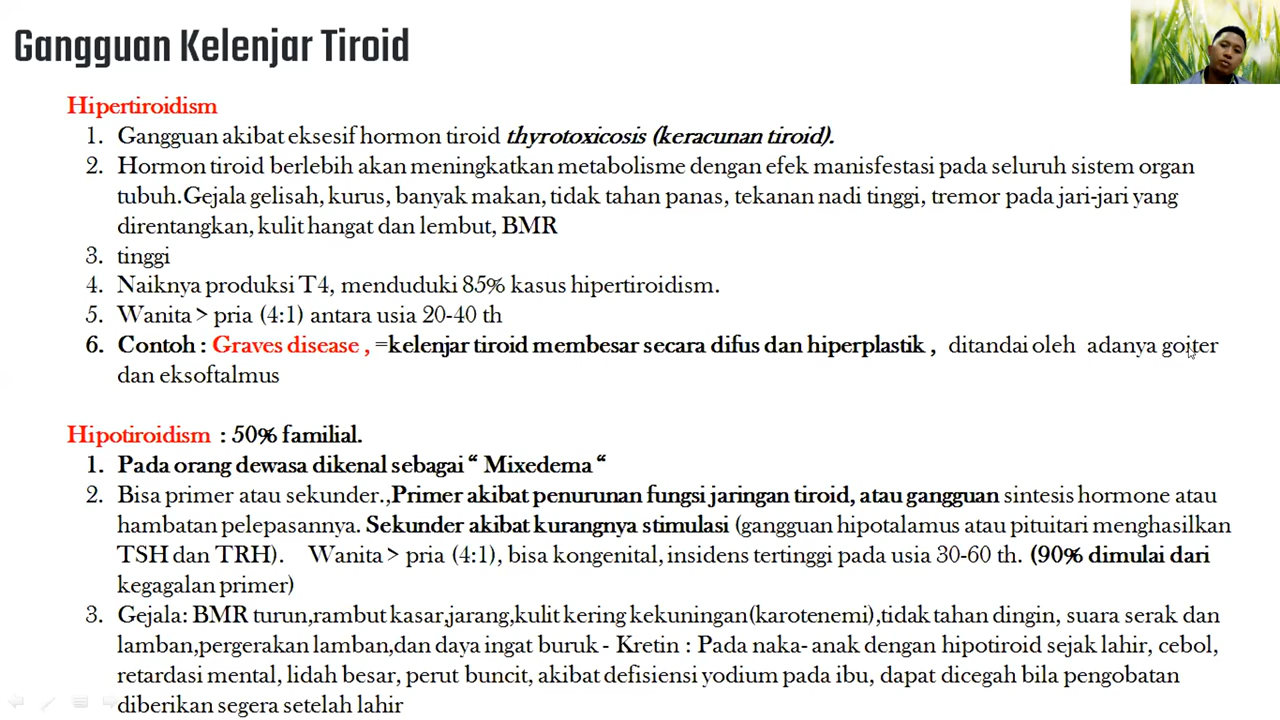 Gangguan Kelenjar Tiroid
Hipertiroidism
1. Gangguan akibat eksesif hormon tiroid thyrotoxicosis (keracunan tiroid).
2. Hormon tiroid berlebih akan meningkatkan metabolisme dengan efek manisfestasi pada seluruh sistem organ
tubuh.Gejala gelisah, kurus, banyak makan, tidak tahan panas, tekanan nadi tinggi, tremor pada jari-jari yang
direntangkan, kulit hangat dan lembut, BMR
3. tinggi
4. Naiknya produksi T4, menduduki 85% kasus hipertiroidism.
5. Wanita > pria (4:1) antara usia 20-40 th
6. Contoh : Graves disease , =kelenjar tiroid membesar secara difus dan hiperplastik , ditandai oleh adanya goiter
dan eksoftalmus
Hipotiroidism : 50% familial.
1. Pada orang dewasa dikenal sebagai “ Mixedema “
2. Bisa primer atau sekunder.,Primer akibat penurunan fungsi jaringan tiroid, atau gangguan sintesis hormone atau
hambatan pelepasannya. Sekunder akibat kurangnya stimulasi (gangguan hipotalamus atau pituitari menghasilkan
TSH dan TRH). Wanita > pria (4:1), bisa kongenital, insidens tertinggi pada usia 30-60 th. (90% dimulai dari
kegagalan primer)
3. Gejala: BMR turun,rambut kasar,jarang,kulit kering kekuningan(karotenemi),tidak tahan dingin, suara serak dan
lamban,pergerakan lamban,dan daya ingat buruk - Kretin : Pada naka- anak dengan hipotiroid sejak lahir, cebol,
retardasi mental, lidah besar, perut buncit, akibat defisiensi yodium pada ibu, dapat dicegah bila pengobatan
diberikan segera setelah lahir